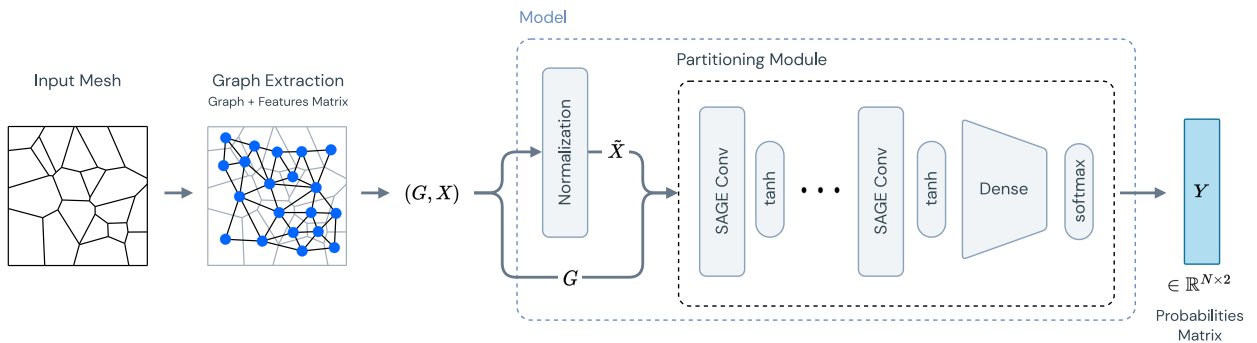 Model
Input Mesh
Graph Extraction
Graph + Features Matrix
Partitioning Module
(G, X)
Normalization
X̃
G
SAGE Conv
tanh
• • •
SAGE Conv
tanh
Dense
softmax
Y
∈ ℝ^{N×2}
Probabilities
Matrix